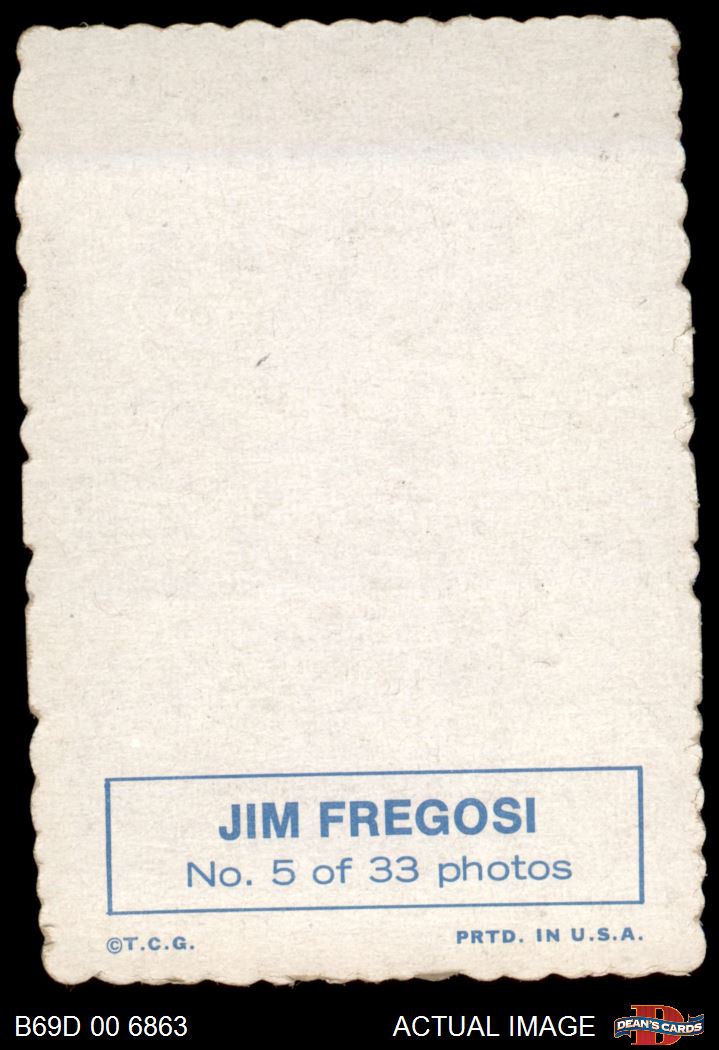 JIM FREGOSI
No. 5 of 33 photos
©T.C.G. PRTD. IN U.S.A.
B69D 00 6863 ACTUAL IMAGE D DEAN'S CARDS